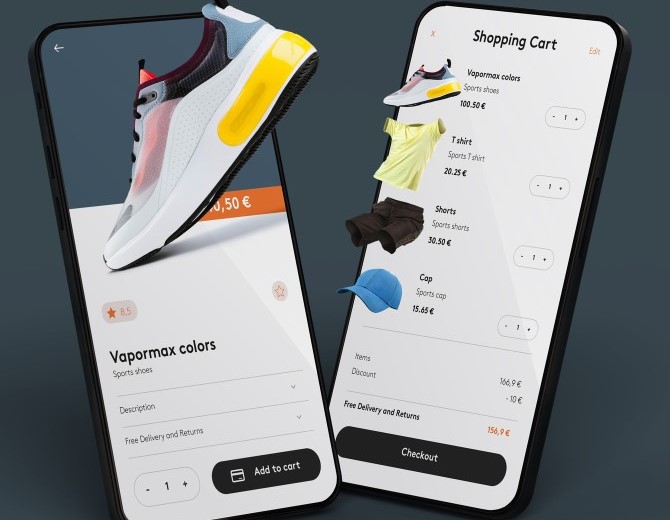 0,50 €
8,5
Vapormax colors
Sports shoes
Description
Free Delivery and Returns
- 1 +
Add to cart
x
Shopping Cart
Edit
Vapormax colors
Sports shoes
100.50 €
- 1 +
T shirt
Sports T shirt
20.25 €
- 1 +
Shorts
Sports shorts
30.50 €
- 1 +
Cap
Sports cap
15.65 €
- 1 +
Items
166,9 €
Discount
- 10 €
Free Delivery and Returns
156,9 €
Checkout